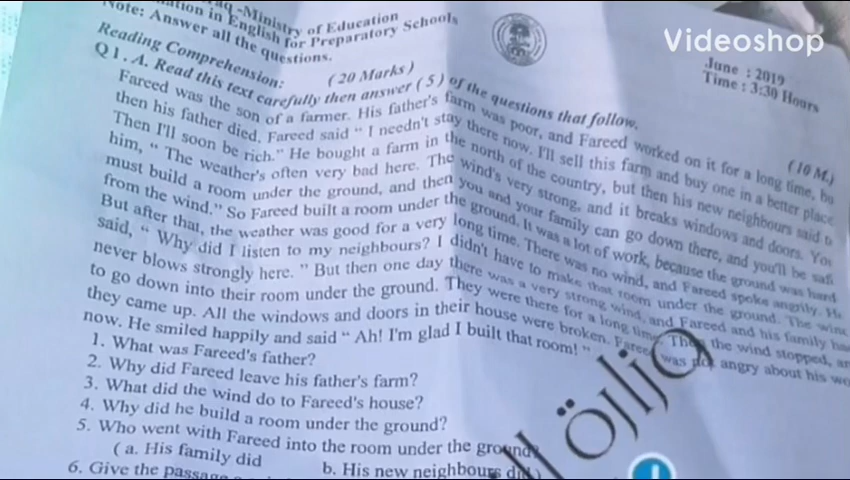 Videoshop
-Ministry of Education
in English for Preparatory Schools
Note: Answer all the questions.
June : 2019
Time : 3:30 Hours
Reading Comprehension: (20 Marks)
Q1. A. Read this text carefully then answer (5) of the questions that follow. (10 M.)
Fareed was the son of a farmer. His father's farm was poor, and Fareed worked on it for a long time, bu
then his father died. Fareed said " I needn't stay there now. I'll sell this farm and buy one in a better place
Then I'll soon be rich." He bought a farm in the north of the country, but then his new neighbours said to
him, " The weather's often very bad here. The wind's very strong, and it breaks windows and doors. You
must build a room under the ground, and then you and your family can go down there, and you'll be safe
from the wind." So Fareed built a room under the ground. It was a lot of work, because the ground was hard
But after that, the weather was good for a very long time. There was no wind, and Fareed spoke angrily. He
said, " Why did I listen to my neighbours? I didn't have to make that room under the ground. The wind
never blows strongly here. " But then one day there was a very strong wind, and Fareed and his family had
to go down into their room under the ground. They were there for a long time. Then the wind stopped, an
they came up. All the windows and doors in their house were broken. Fareed was not angry about his wo
now. He smiled happily and said " Ah! I'm glad I built that room! "
1. What was Fareed's father?
2. Why did Fareed leave his father's farm?
3. What did the wind do to Fareed's house?
4. Why did he build a room under the ground?
5. Who went with Fareed into the room under the ground?
( a. His family did b. His new neighbours did )
6. Give the passage